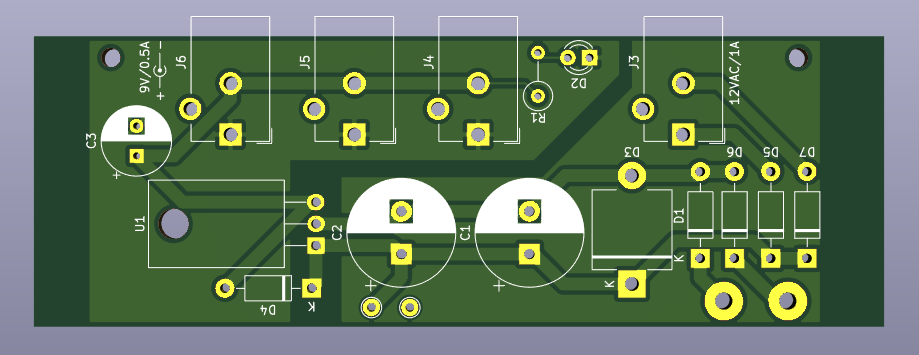 9V/0.5A
- +
J6
J5
J4
D2
R1
J3
12VAC/1A
C3
+
D3
D6
D5
D7
U1
C2
C1
D1
K
K
+
+
D4
K